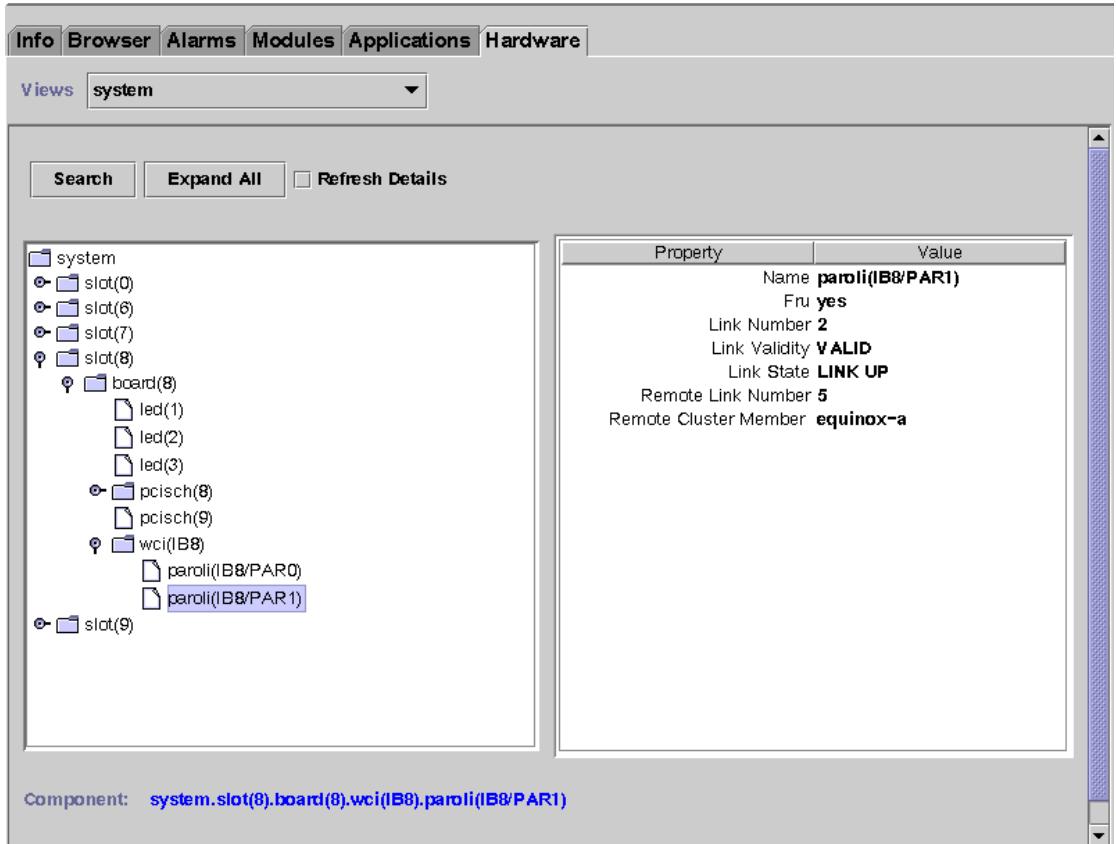 Info Browser Alarms Modules Applications Hardware
Views system
Search Expand All Refresh Details
system
slot(0)
slot(6)
slot(7)
slot(8)
board(8)
led(1)
led(2)
led(3)
pcisch(8)
pcisch(9)
wci(IB8)
paroli(IB8/PAR0)
paroli(IB8/PAR1)
slot(9)
Property Value
Name paroli(IB8/PAR1)
Fru yes
Link Number 2
Link Validity VALID
Link State LINK UP
Remote Link Number 5
Remote Cluster Member equinox-a
Component: system.slot(8).board(8).wci(IB8).paroli(IB8/PAR1)